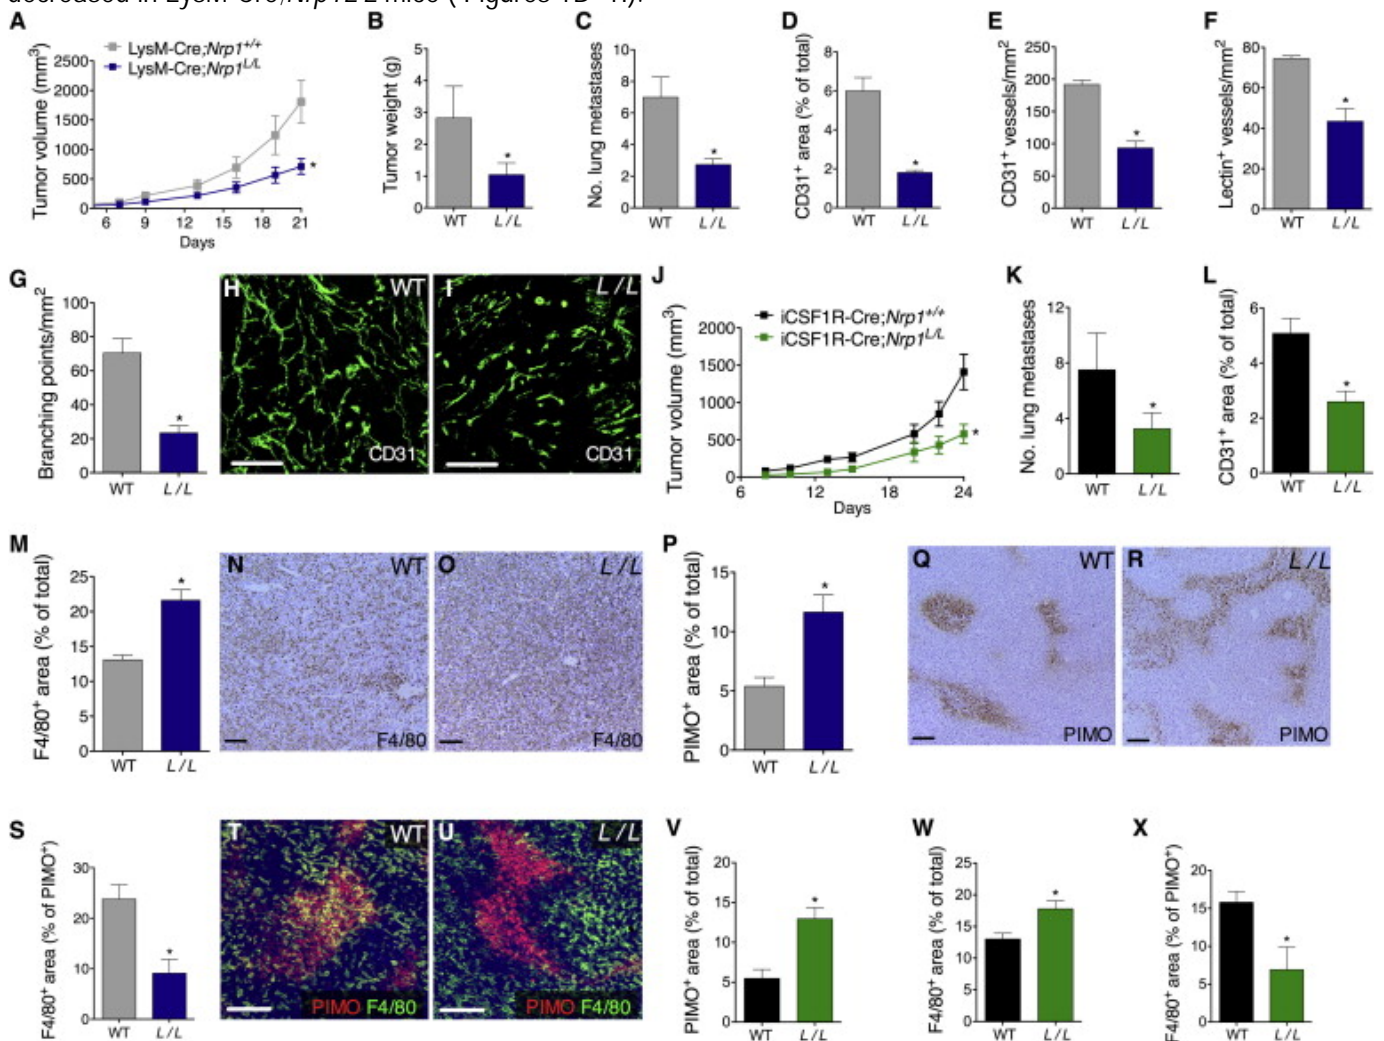 decreased in LysM-Cre;Nrp1L/L mice (Figures 1D–1I).
A
LysM-Cre;Nrp1+/+
LysM-Cre;Nrp1L/L
Tumor volume (mm3)
2500
2000
1500
1000
500
0
6 9 12 15 18 21
Days
*
B
Tumor weight (g)
5
4
3
2
1
0
*
WT L/L
C
No. lung metastases
10
8
6
4
2
0
*
WT L/L
D
CD31+ area (% of total)
8
6
4
2
0
*
WT L/L
E
CD31+ vessels/mm2
250
200
150
100
50
0
*
WT L/L
F
Lectin+ vessels/mm2
80
60
40
20
0
*
WT L/L
G
Branching points/mm2
100
80
60
40
20
0
*
WT L/L
H WT
CD31
I L/L
CD31
J
iCSF1R-Cre;Nrp1+/+
iCSF1R-Cre;Nrp1L/L
Tumor volume (mm3)
2000
1500
1000
500
0
6 12 18 24
Days
*
K
No. lung metastases
12
8
4
0
*
WT L/L
L
CD31+ area (% of total)
6
4
2
0
*
WT L/L
M
F4/80+ area (% of total)
25
20
15
10
5
0
*
WT L/L
N WT
F4/80
O L/L
F4/80
P
PIMO+ area (% of total)
15
10
5
0
*
WT L/L
Q WT
PIMO
R L/L
PIMO
S
F4/80+ area (% of PIMO+)
30
20
10
0
*
WT L/L
T WT
PIMO F4/80
U L/L
PIMO F4/80
V
PIMO+ area (% of total)
20
15
10
5
0
*
WT L/L
W
F4/80+ area (% of total)
25
20
15
10
5
0
*
WT L/L
X
F4/80+ area (% of PIMO+)
20
15
10
5
0
*
WT L/L